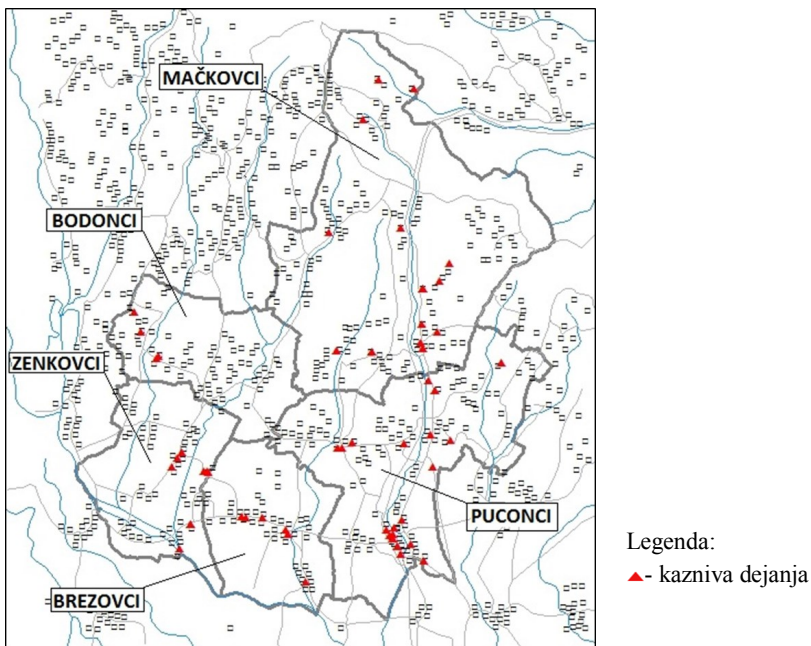 MAČKOVCI
BODONCI
ZENKOVCI
PUCONCI
BREZOVCI
Legenda:
- kazniva dejanja